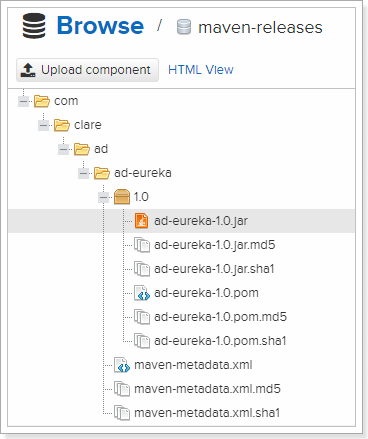 Browse / maven-releases
Upload component HTML View
com
clare
ad
ad-eureka
1.0
ad-eureka-1.0.jar
ad-eureka-1.0.jar.md5
ad-eureka-1.0.jar.sha1
ad-eureka-1.0.pom
ad-eureka-1.0.pom.md5
ad-eureka-1.0.pom.sha1
maven-metadata.xml
maven-metadata.xml.md5
maven-metadata.xml.sha1